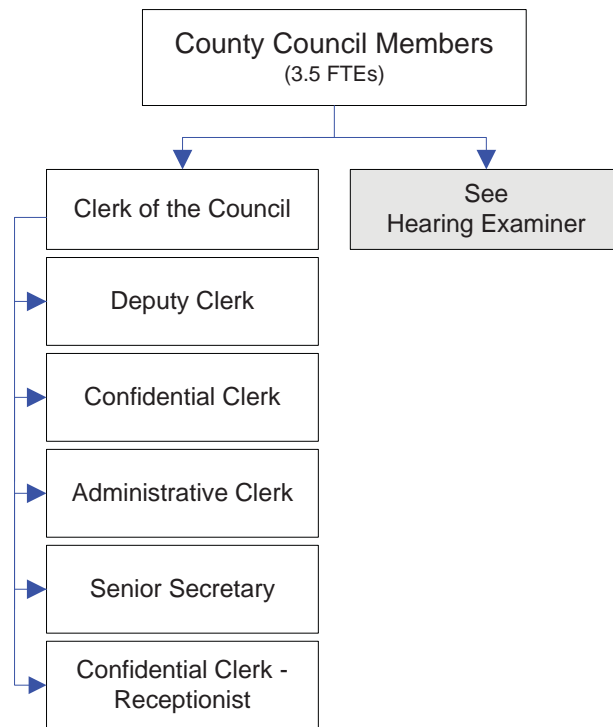 County Council Members
(3.5 FTEs)
Clerk of the Council
See
Hearing Examiner
Deputy Clerk
Confidential Clerk
Administrative Clerk
Senior Secretary
Confidential Clerk -
Receptionist